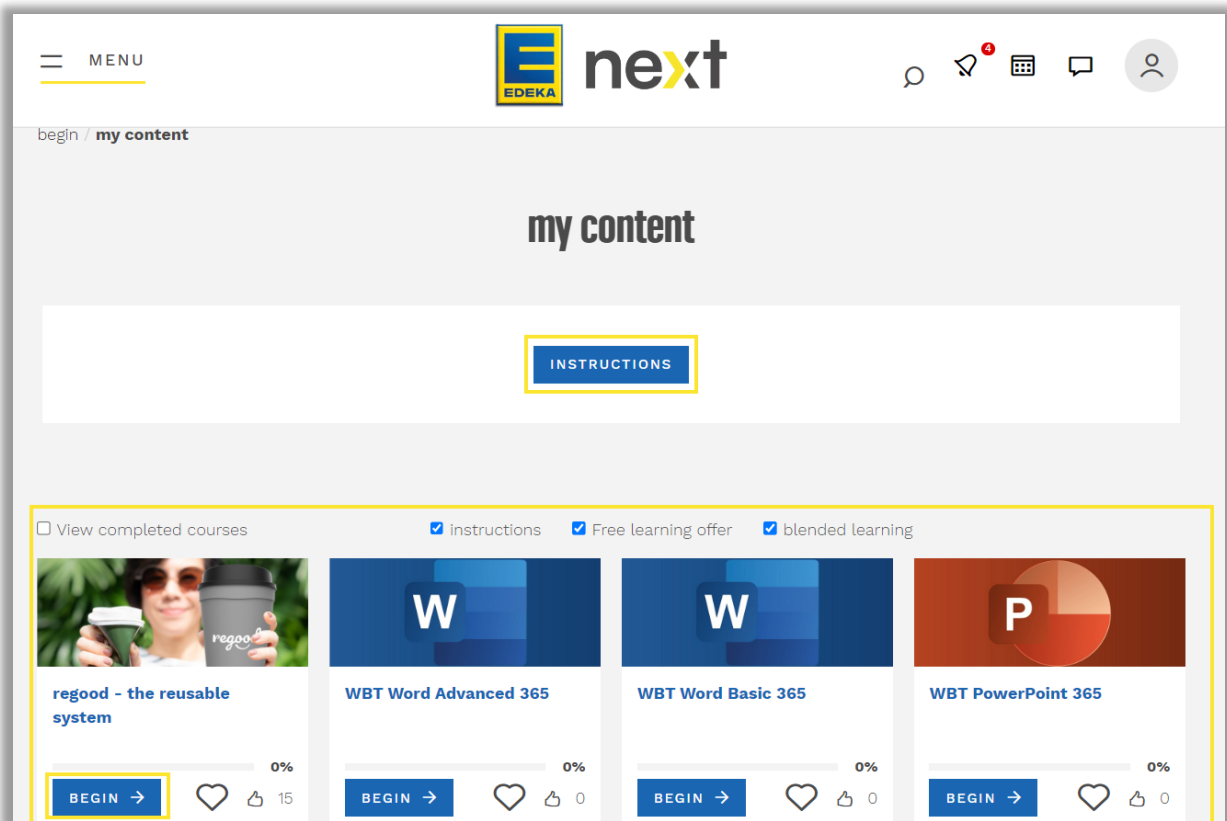 MENU
E
EDEKA
next
4
begin / my content
my content
INSTRUCTIONS
View completed courses
instructions
Free learning offer
blended learning
regood
W
W
P
regood - the reusable
system
WBT Word Advanced 365
WBT Word Basic 365
WBT PowerPoint 365
0%
0%
0%
0%
BEGIN → 15
BEGIN → 0
BEGIN → 0
BEGIN → 0